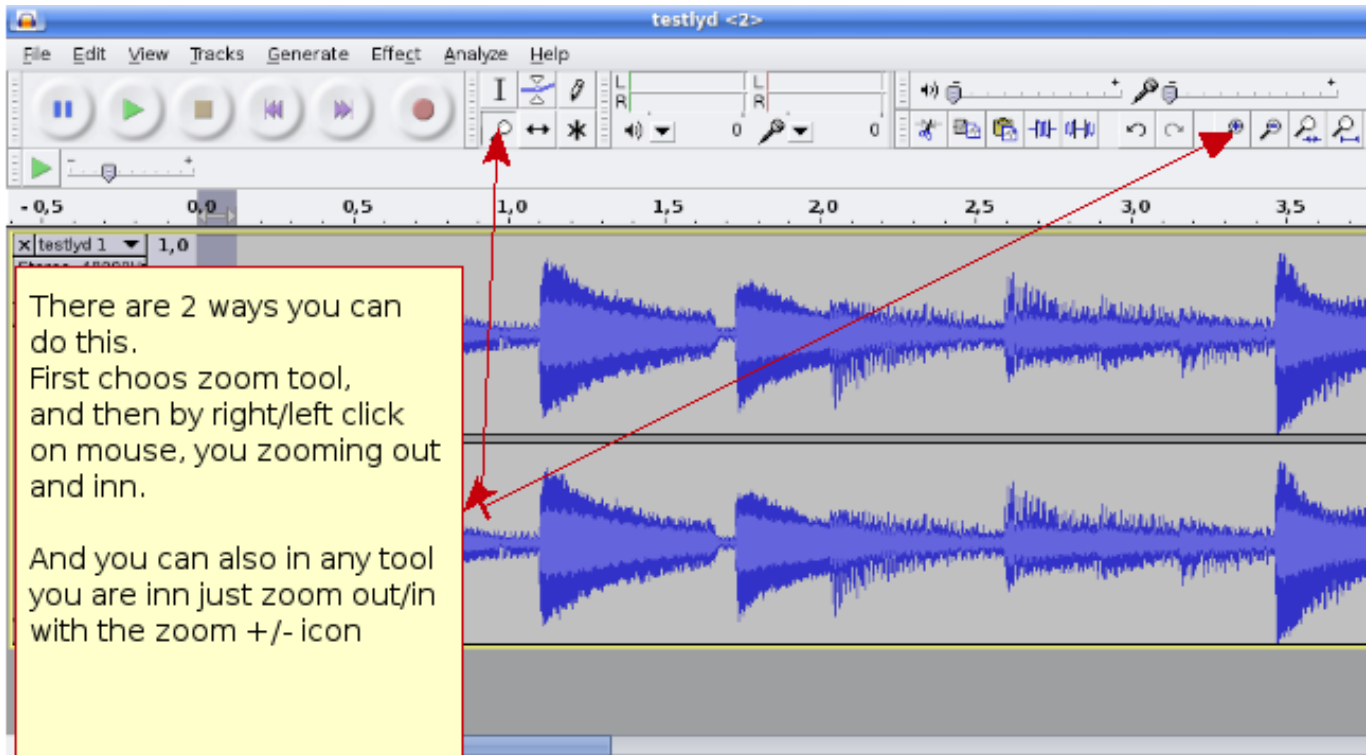 testlyd <2>
File Edit View Tracks Generate Effect Analyze Help
L
R
L
R
0
0
- +
- +
- +
- 0,5 0,0 0,5 1,0 1,5 2,0 2,5 3,0 3,5
x testlyd 1 1,0
There are 2 ways you can
do this.
First choos zoom tool,
and then by right/left click
on mouse, you zooming out
and inn.
And you can also in any tool
you are inn just zoom out/in
with the zoom +/- icon